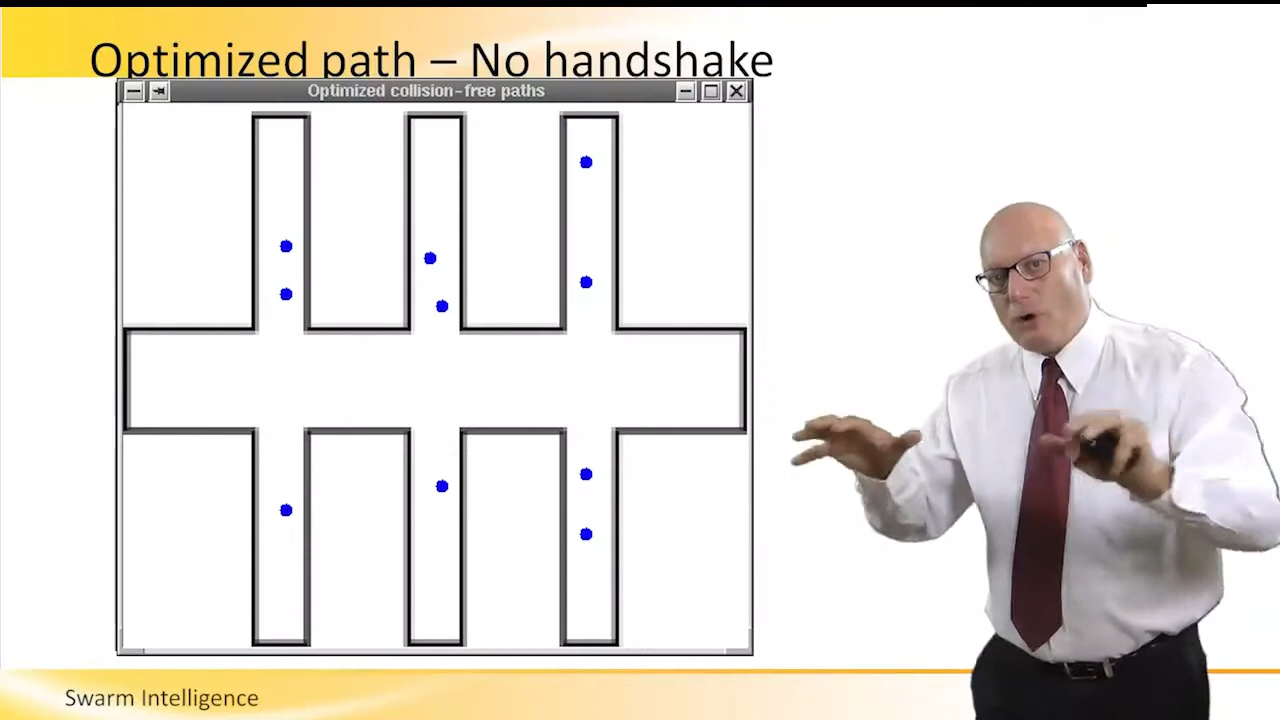 Optimized path – No handshake
Optimized collision-free paths
Swarm Intelligence